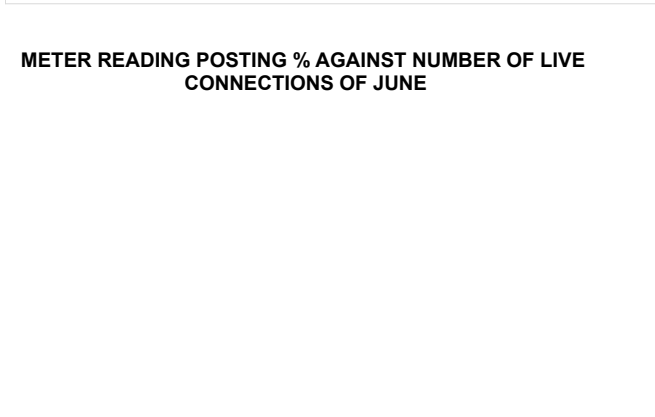 METER READING POSTING % AGAINST NUMBER OF LIVE
CONNECTIONS OF JUNE